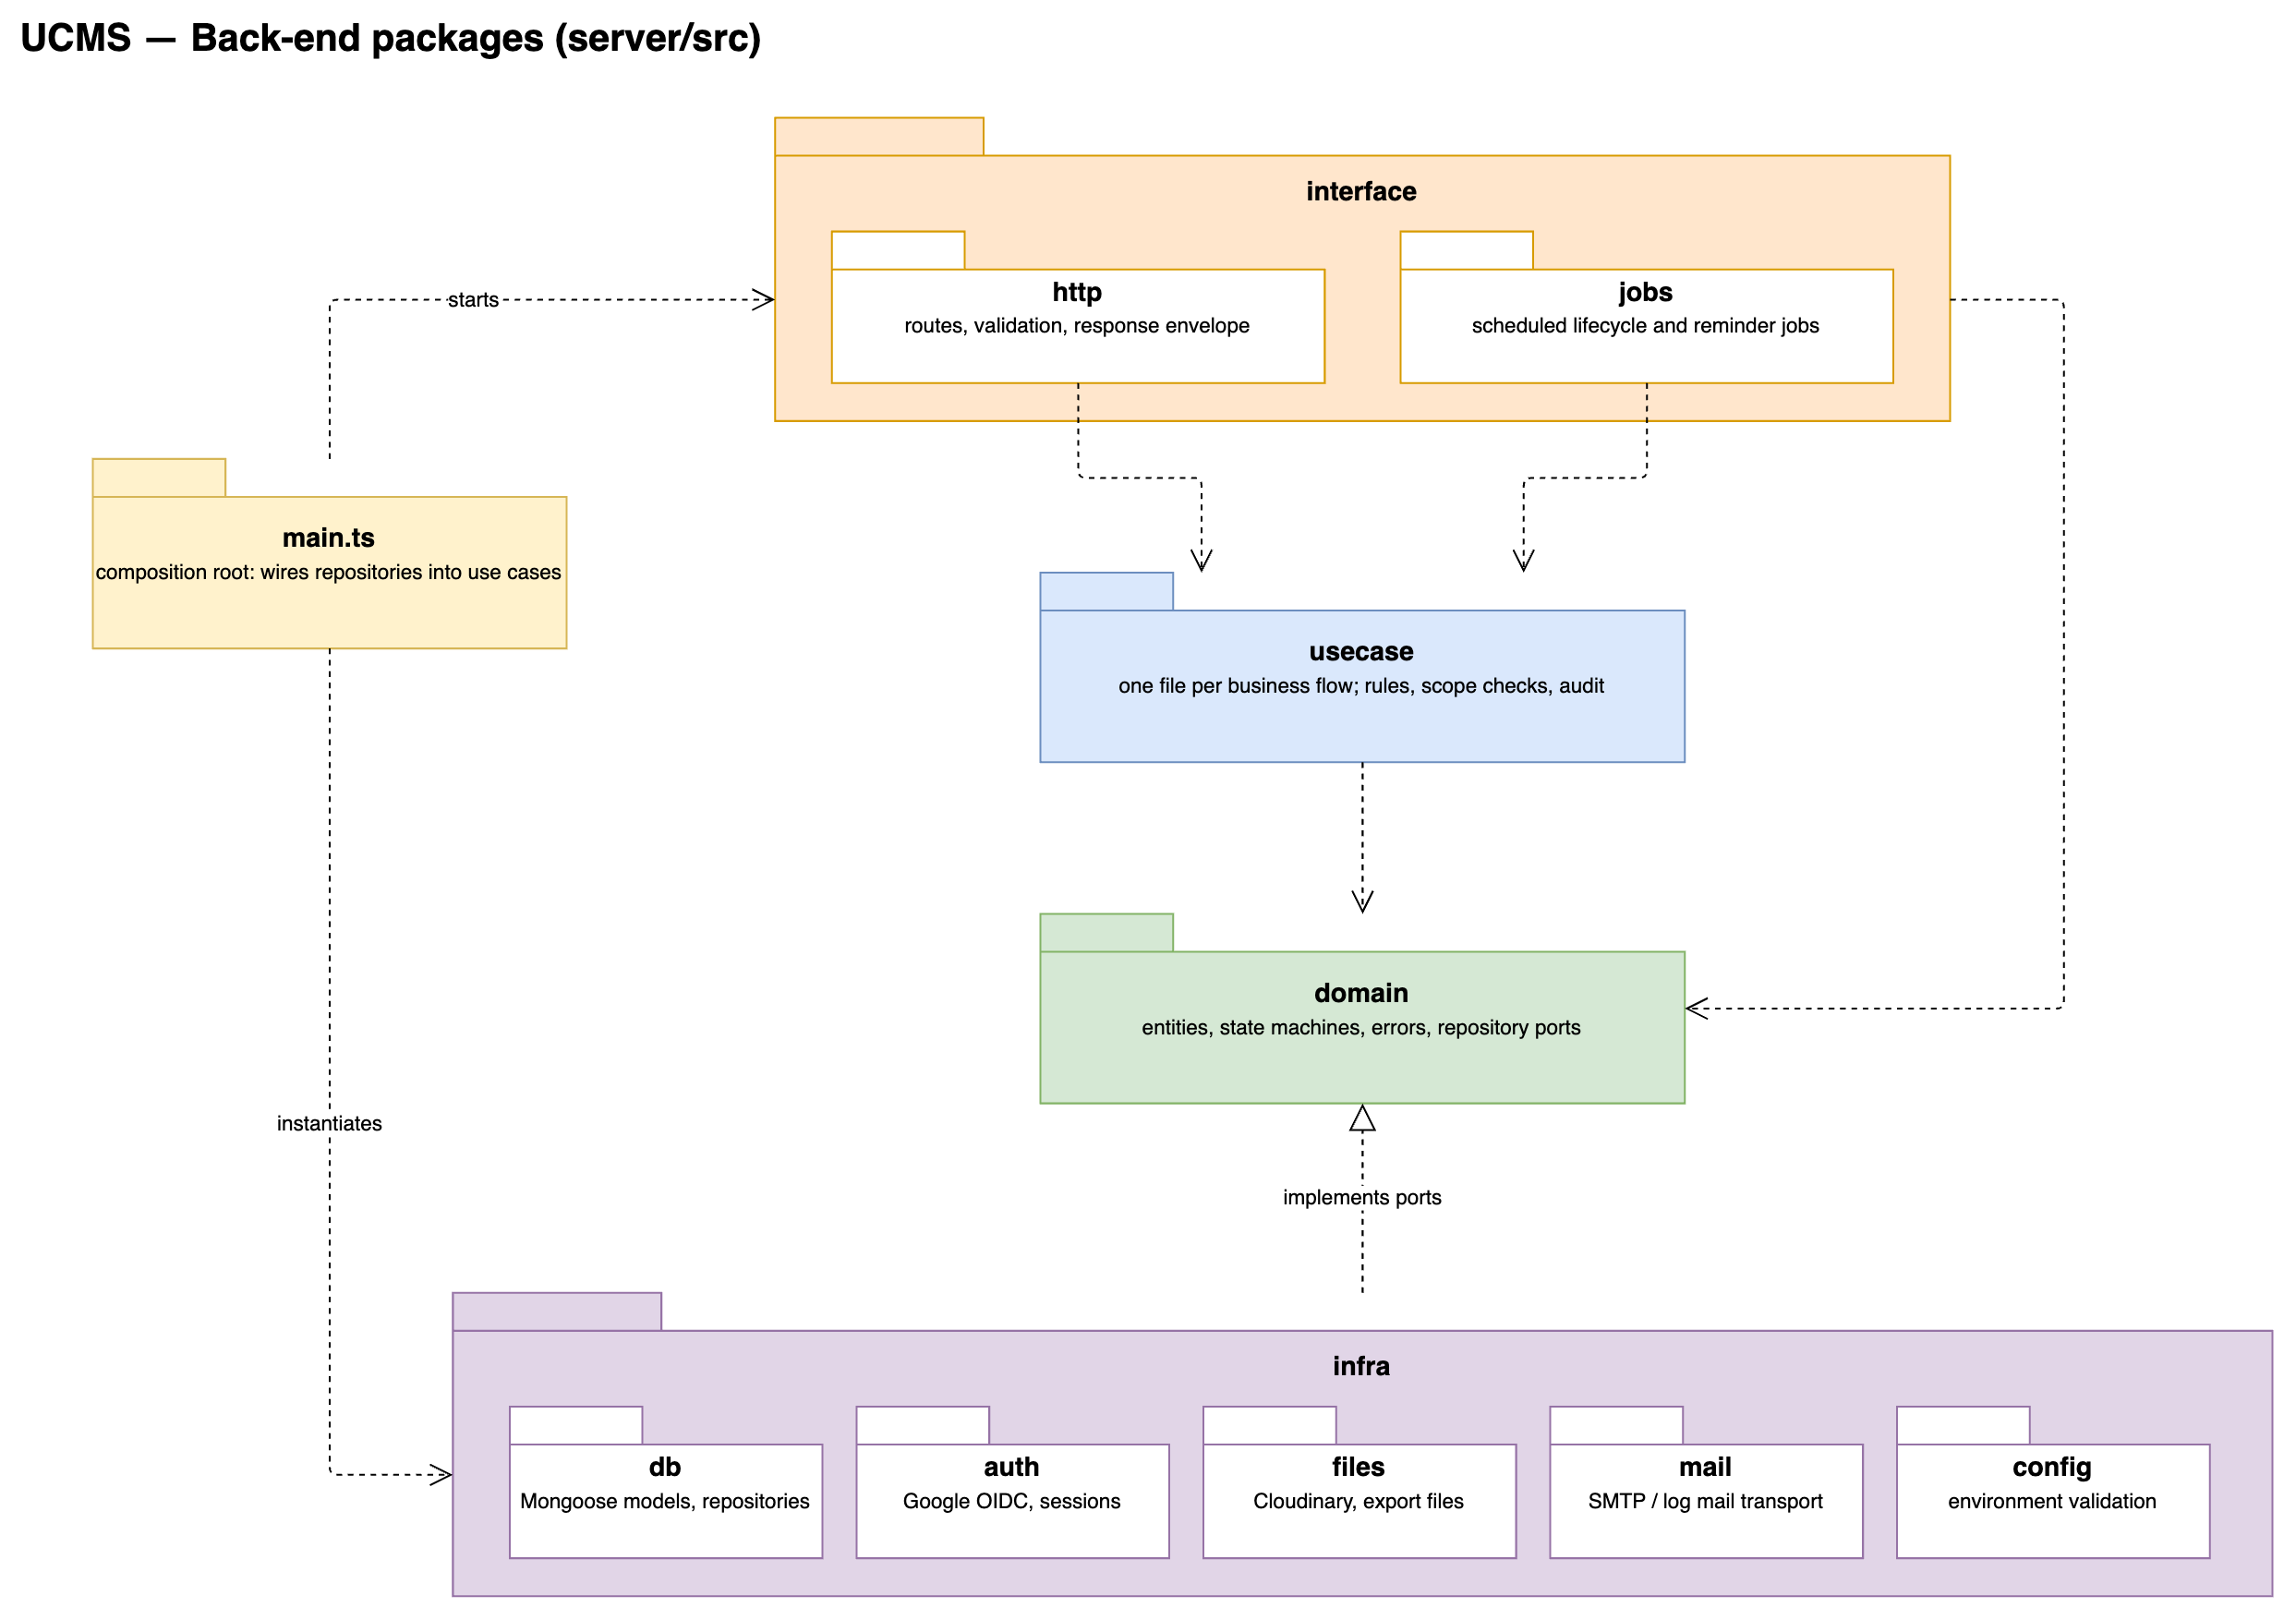 UCMS — Back-end packages (server/src)
interface
http
routes, validation, response envelope
jobs
scheduled lifecycle and reminder jobs
starts
main.ts
composition root: wires repositories into use cases
usecase
one file per business flow; rules, scope checks, audit
domain
entities, state machines, errors, repository ports
instantiates
implements ports
infra
db
Mongoose models, repositories
auth
Google OIDC, sessions
files
Cloudinary, export files
mail
SMTP / log mail transport
config
environment validation